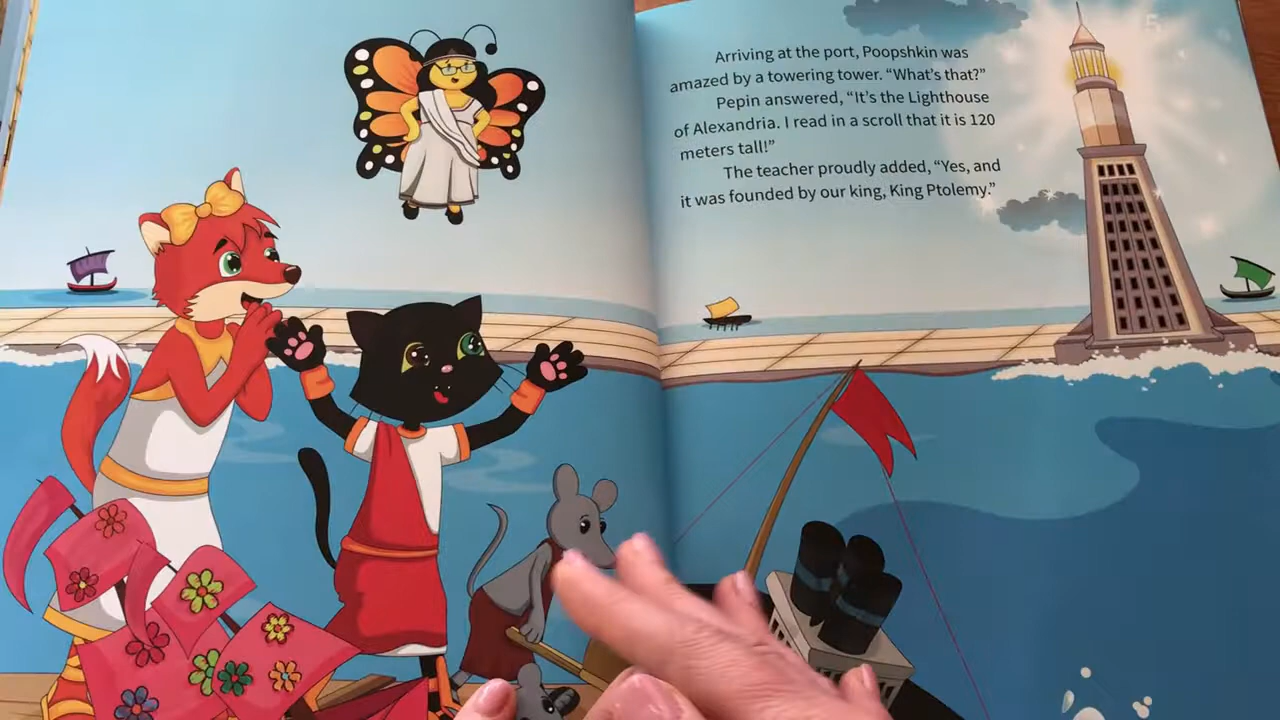 Arriving at the port, Poopshkin was
amazed by a towering tower. “What’s that?”
Pepin answered, “It’s the Lighthouse
of Alexandria. I read in a scroll that it is 120
meters tall!”
The teacher proudly added, “Yes, and
it was founded by our king, King Ptolemy.”